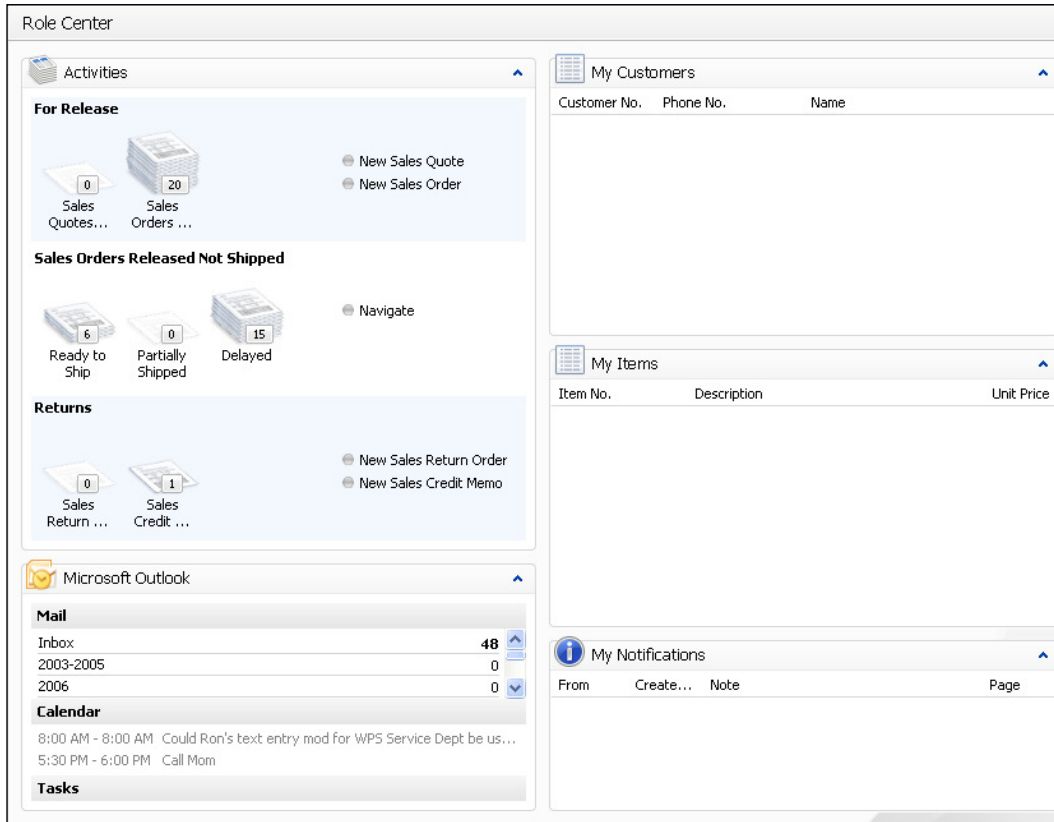 Role Center
Activities
For Release
0
Sales
Quotes...
20
Sales
Orders ...
New Sales Quote
New Sales Order
Sales Orders Released Not Shipped
6
Ready to
Ship
0
Partially
Shipped
15
Delayed
Navigate
Returns
0
Sales
Return ...
1
Sales
Credit ...
New Sales Return Order
New Sales Credit Memo
Microsoft Outlook
Mail
Inbox 48
2003-2005 0
2006 0
Calendar
8:00 AM - 8:00 AM Could Ron's text entry mod for WPS Service Dept be us...
5:30 PM - 6:00 PM Call Mom
Tasks
My Customers
Customer No. Phone No. Name
My Items
Item No. Description Unit Price
My Notifications
From Create... Note Page